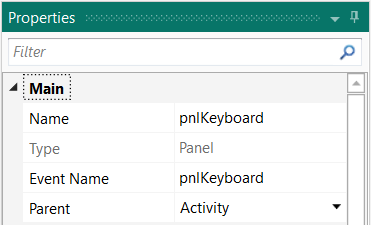 Properties
Filter
Main
Name pnlKeyboard
Type Panel
Event Name pnlKeyboard
Parent Activity